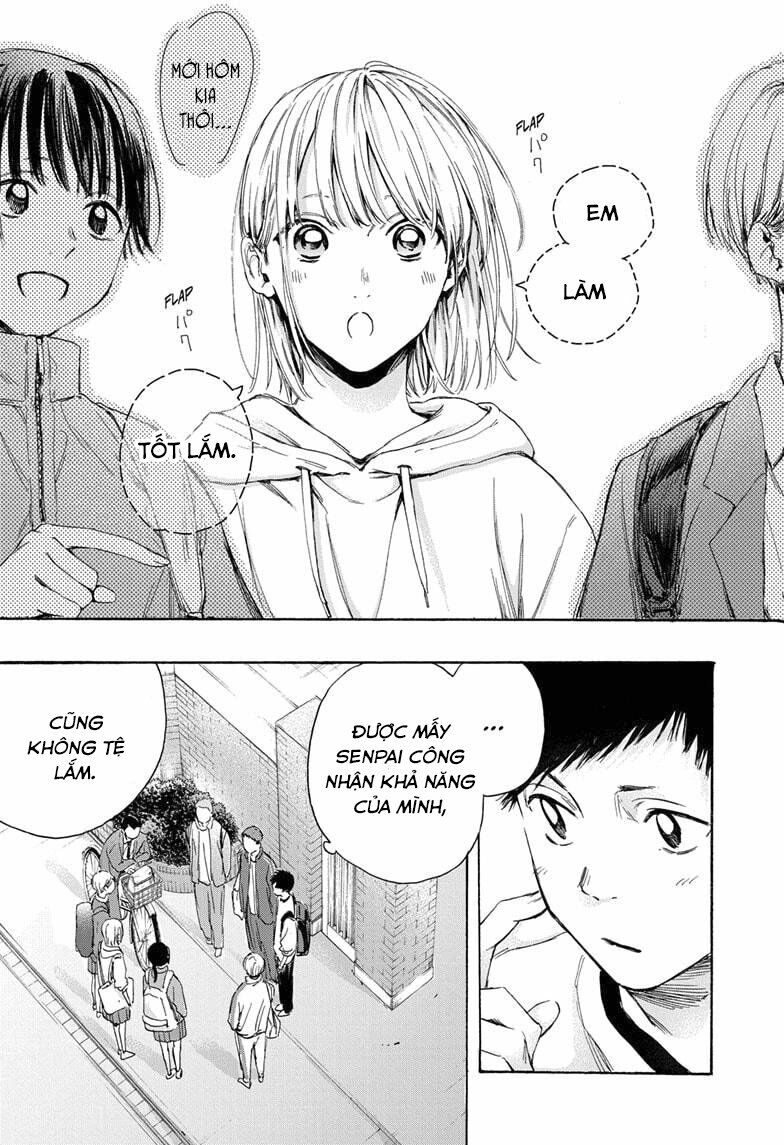 MỚI HÔM
KIA
THÔI...
FLAP
パ
ク
EM
LÀM
FLAP
パ
ク
TỐT LẮM.
...
ĐƯỢC MẤY
SENPAI CÔNG
NHẬN KHẢ NĂNG
CỦA MÌNH,
CŨNG
KHÔNG TỆ
LẮM.